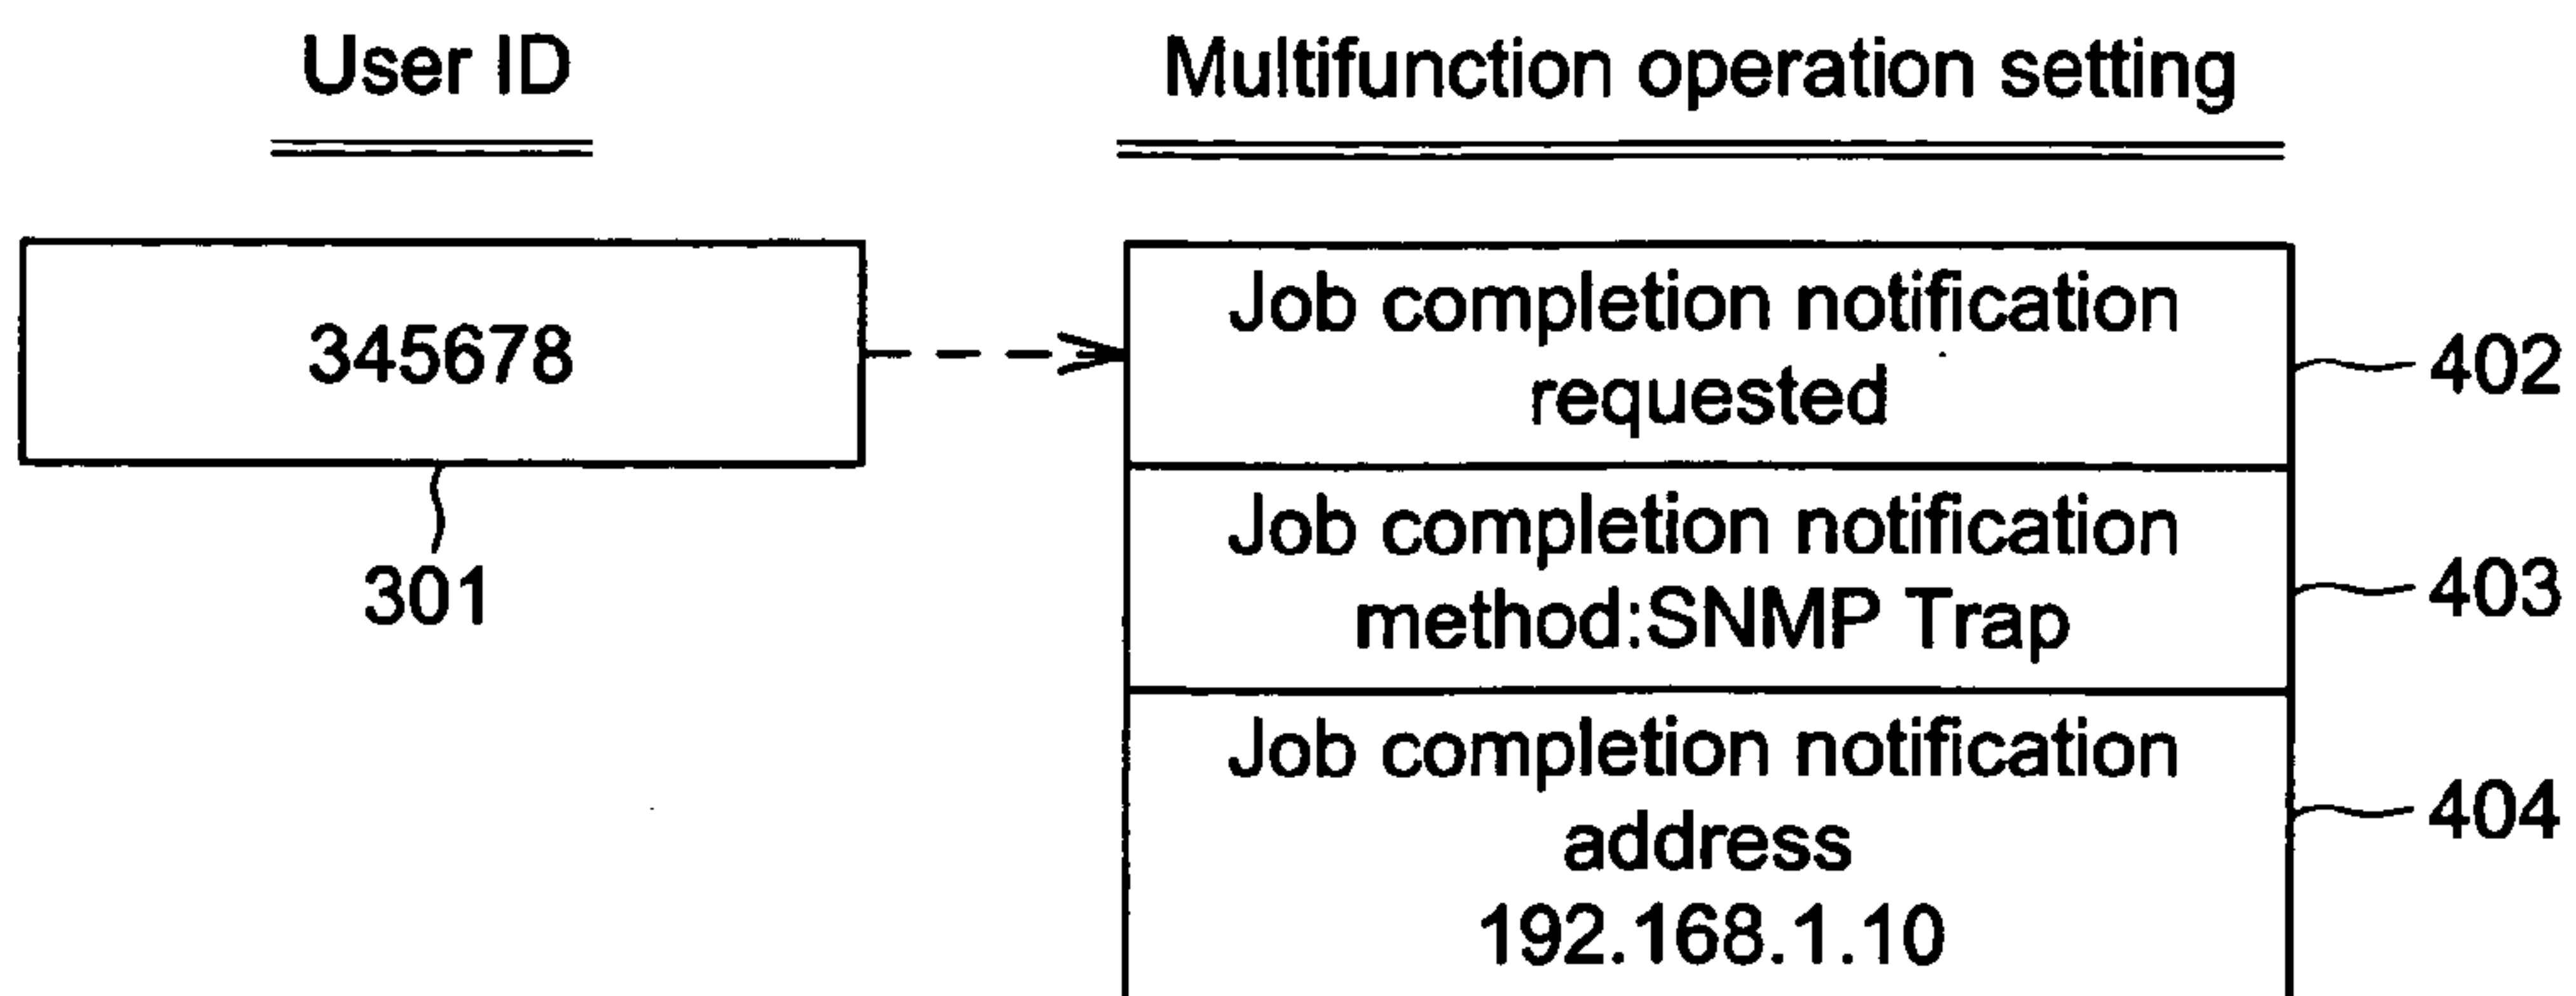 User ID
Multifunction operation setting
345678
301
Job completion notification
requested
402
Job completion notification
method:SNMP Trap
403
Job completion notification
address
192.168.1.10
404